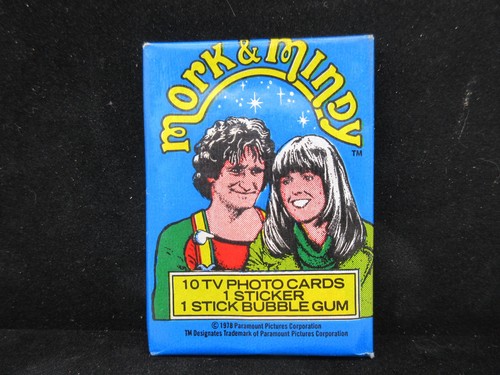 mork & mindy
TM
10 TV PHOTO CARDS
1 STICKER
1 STICK BUBBLE GUM
© 1978 Paramount Pictures Corporation
TM Designates Trademark of Paramount Pictures Corporation